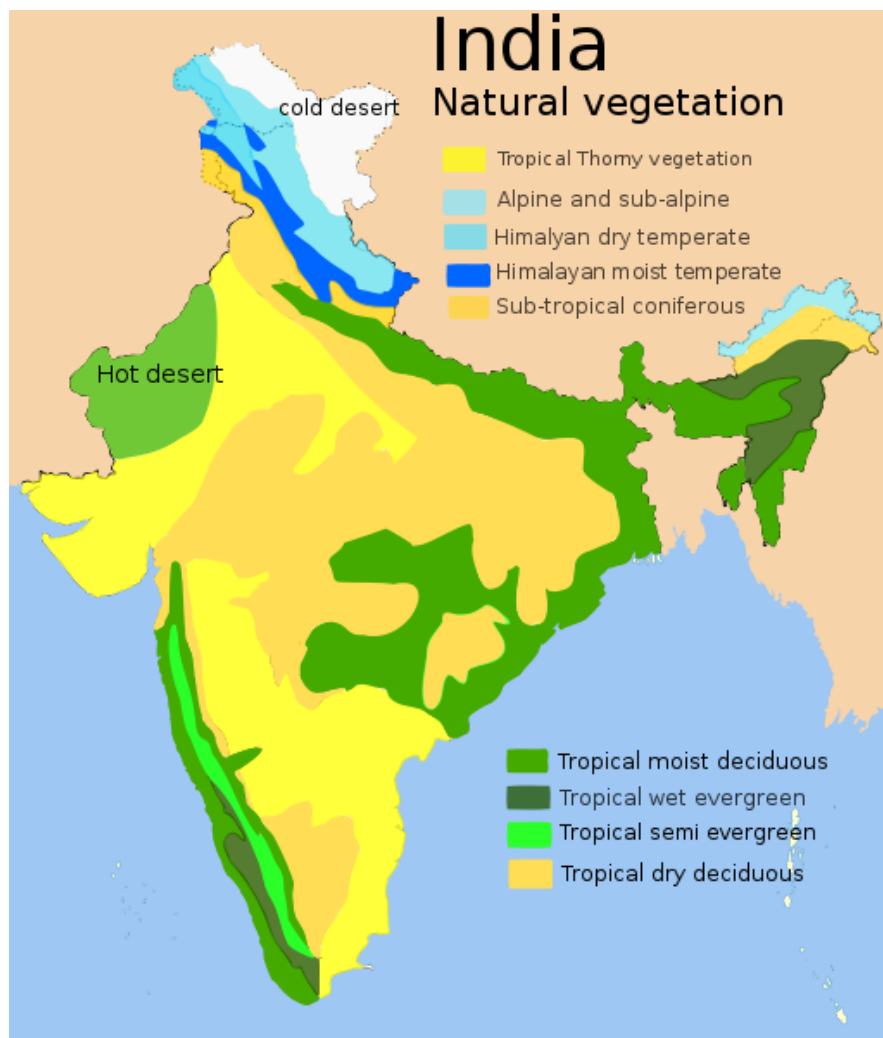 India
Natural vegetation
cold desert
Tropical Thorny vegetation
Alpine and sub-alpine
Himalyan dry temperate
Himalayan moist temperate
Sub-tropical coniferous
Hot desert
Tropical moist deciduous
Tropical wet evergreen
Tropical semi evergreen
Tropical dry deciduous